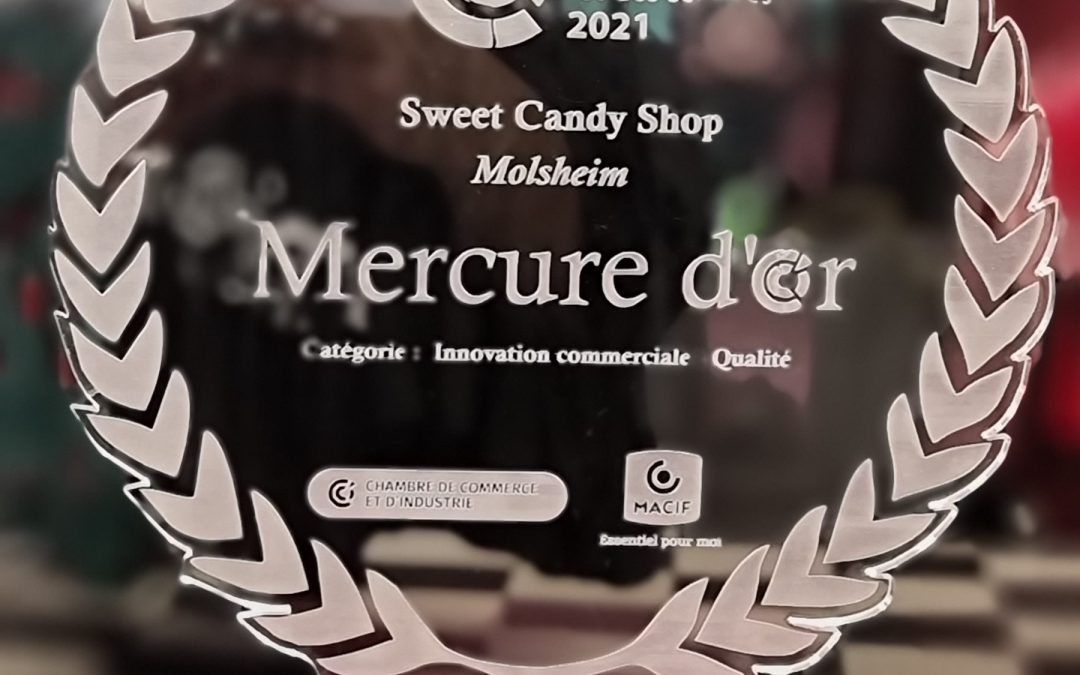 2021
Sweet Candy Shop
Molsheim
Mercure d'or
Catégorie : Innovation commerciale Qualité
CHAMBRE DE COMMERCE
ET D'INDUSTRIE
MACIF
Essentiel pour moi